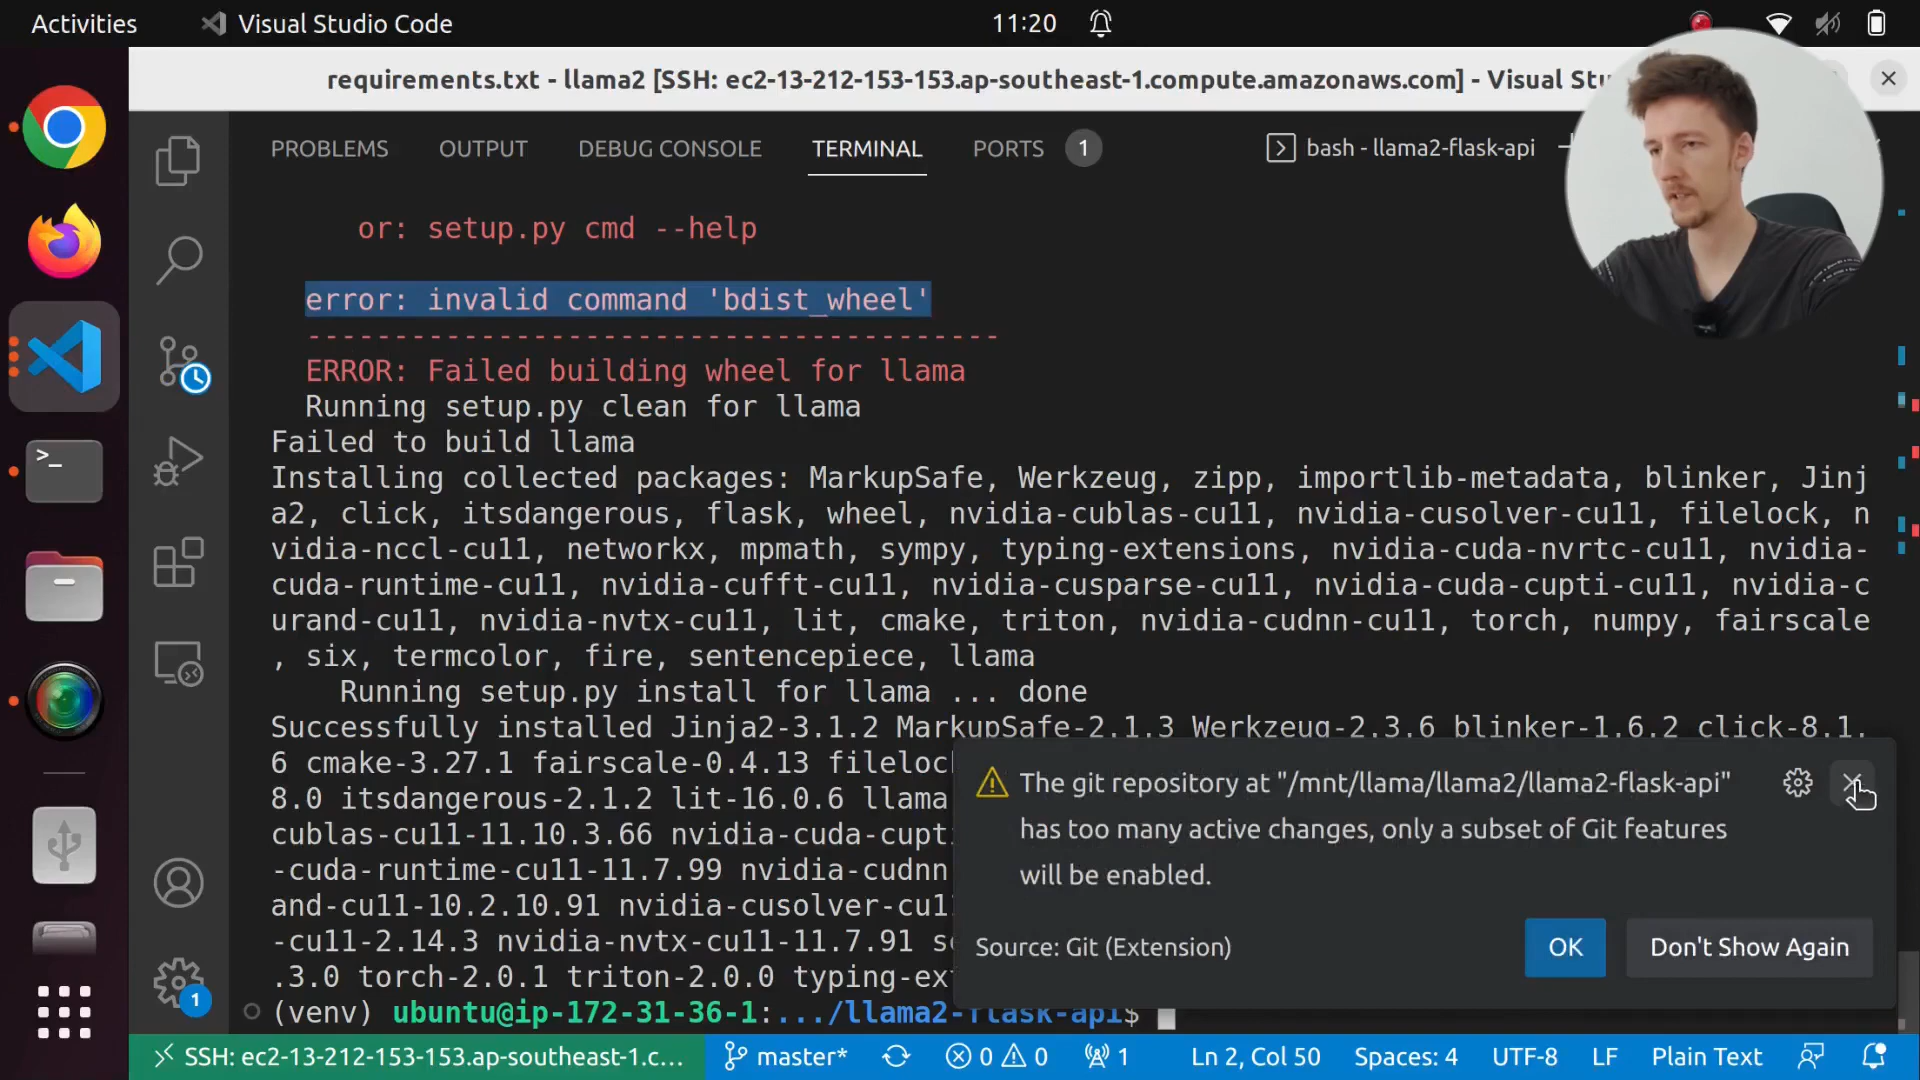 Activities
Visual Studio Code
11:20
requirements.txt - llama2 [SSH: ec2-13-212-153-153.ap-southeast-1.compute.amazonaws.com] - Visual
PROBLEMS
OUTPUT
DEBUG CONSOLE
TERMINAL
PORTS
1
bash - llama2-flask-api
or: setup.py cmd --help
error: invalid command 'bdist_wheel'
----------------------------------------
ERROR: Failed building wheel for llama
Running setup.py clean for llama
Failed to build llama
Installing collected packages: MarkupSafe, Werkzeug, zipp, importlib-metadata, blinker, Jinj
a2, click, itsdangerous, flask, wheel, nvidia-cublas-cu11, nvidia-cusolver-cu11, filelock, n
vidia-nccl-cu11, networkx, mpmath, sympy, typing-extensions, nvidia-cuda-nvrtc-cu11, nvidia-
cuda-runtime-cu11, nvidia-cufft-cu11, nvidia-cusparse-cu11, nvidia-cuda-cupti-cu11, nvidia-c
urand-cu11, nvidia-nvtx-cu11, lit, cmake, triton, nvidia-cudnn-cu11, torch, numpy, fairscale
, six, termcolor, fire, sentencepiece, llama
Running setup.py install for llama ... done
Successfully installed Jinja2-3.1.2 MarkupSafe-2.1.3 Werkzeug-2.3.6 blinker-1.6.2 click-8.1.
6 cmake-3.27.1 fairscale-0.4.13 fileloc
8.0 itsdangerous-2.1.2 lit-16.0.6 llama
cublas-cu11-11.10.3.66 nvidia-cuda-cupt
-cuda-runtime-cu11-11.7.99 nvidia-cudnn
and-cu11-10.2.10.91 nvidia-cusolver-cu1
-cu11-2.14.3 nvidia-nvtx-cu11-11.7.91 s
.3.0 torch-2.0.1 triton-2.0.0 typing-ex
(venv) ubuntu@ip-172-31-36-1:.../llama2-flask-api$
The git repository at "/mnt/llama/llama2/llama2-flask-api"
has too many active changes, only a subset of Git features
will be enabled.
Source: Git (Extension)
OK
Don't Show Again
1
SSH: ec2-13-212-153-153.ap-southeast-1.c...
master*
0
0
1
Ln 2, Col 50
Spaces: 4
UTF-8
LF
Plain Text